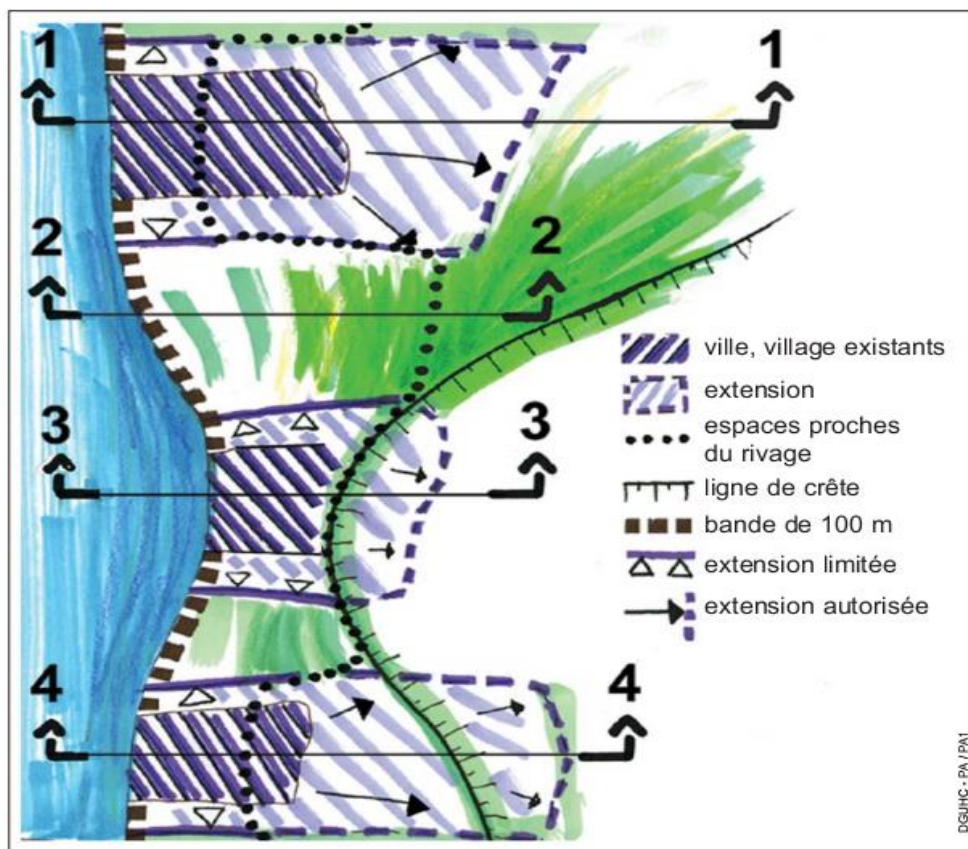 1 1
2 2
3 3
4 4
ville, village existants
extension
espaces proches
du rivage
ligne de crête
bande de 100 m
extension limitée
extension autorisée
DGUHC - PA / PA1